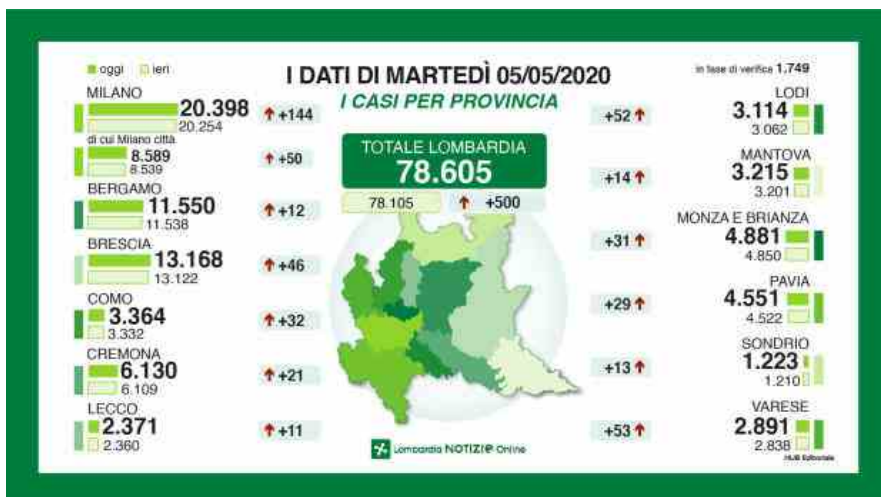 I DATI DI MARTEDÌ 05/05/2020
I CASI PER PROVINCIA
oggi ieri
in fase di verifica 1,749
TOTALE LOMBARDIA
78.605
78.105 +500
MILANO
20.398 +144
20.254
di cui Milano città
8.589 +50
8.539
BERGAMO
11.550 +12
11.538
BRESCIA
13.168 +46
13.122
COMO
3.364 +32
3.332
CREMONA
6.130 +21
6.109
LECCO
2.371 +11
2.360
LODI
+52 3.114
3.062
MANTOVA
+14 3.215
3.201
MONZA E BRIANZA
+31 4.881
4.850
PAVIA
+29 4.551
4.522
SONDRIO
+13 1.223
1.210
VARESE
+53 2.891
2.838
Lombardia NOTIZIE Online
HUB Editoriale